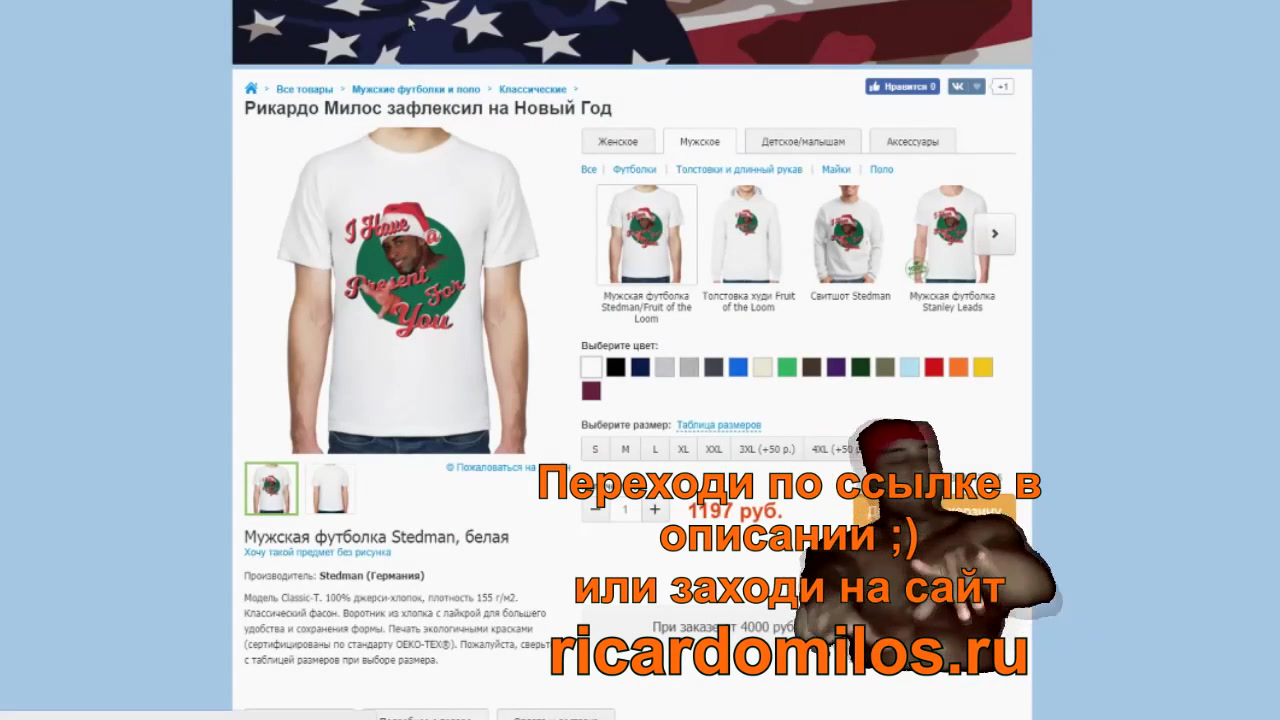 Все товары > Мужские футболки и поло > Классические >
Нравится 0
+1
Рикардо Милос зафлексил на Новый Год
Женское
Мужское
Детское/малышам
Аксессуары
Все | Футболки | Толстовки и длинный рукав | Майки | Поло
I Have
a
Present
For
You
Мужская футболка
Stedman/Fruit of the
Loom
Толстовка худи Fruit
of the Loom
Свитшот Stedman
Мужская футболка
Stanley Leads
Выберите цвет:
Выберите размер: Таблица размеров
S M L XL XXL 3XL (+50 р.) 4XL (+50
© Пожаловаться на
− 1 +
1197 руб.
Переходи по ссылке в
описании ;)
или заходи на сайт
ricardomilos.ru
Мужская футболка Stedman, белая
Хочу такой предмет без рисунка
Производитель: Stedman (Германия)
Модель Classic-T. 100% джерси-хлопок, плотность 155 г/м2.
Классический фасон. Воротник из хлопка с лайкрой для большего
удобства и сохранения формы. Печать экологичными красками
(сертифицированы по стандарту OEKO-TEX®). Пожалуйста, сверьт
с таблицей размеров при выборе размера.
При заказе от 4000 руб